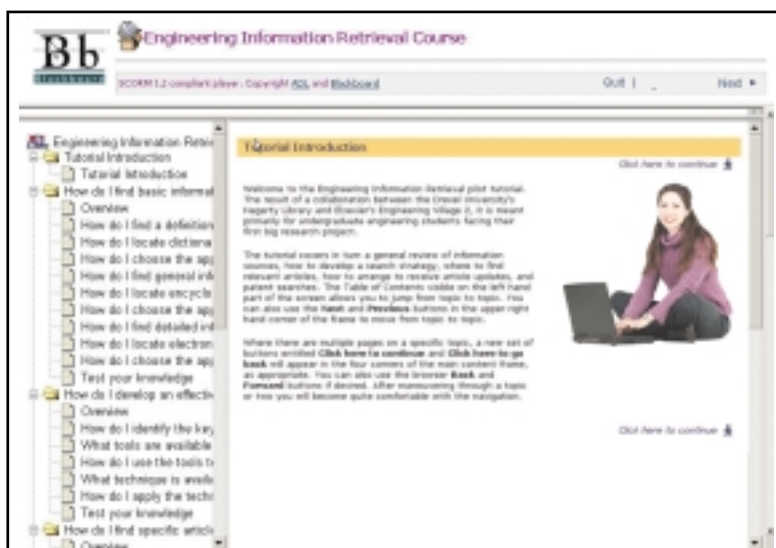 Bb
Blackboard
Engineering Information Retrieval Course
SCORM 1.2 compliant player. Copyright ADL and Blackboard
Quit |
Next
Engineering Information Retrie
Tutorial Introduction
Tutorial Introduction
How do I find basic informat
Overview
How do I find a definition
How do I locate dictiona
How do I choose the app
How do I find general inf
How do I locate encyclo
How do I choose the app
How do I find detailed inf
How do I locate electron
How do I choose the app
Test your knowledge
How do I develop an effectiv
Overview
How do I identify the key
What tools are available
How do I use the tools t
What technique is availa
How do I apply the techn
Test your knowledge
How do I find specific article
Overview
Tutorial Introduction
Click here to continue
Welcome to the Engineering Information Retrieval pilot tutorial.
The result of a collaboration between the Drexel University's
Hagerty Library and Elsevier's Engineering Village 2, it is meant
primarily for undergraduate engineering students facing their
first big research project.
The tutorial covers in turn a general review of information
sources, how to develop a search strategy, where to find
relevant articles, how to arrange to receive article updates, and
patent searches. The Table of Contents visible on the left hand
part of the screen allows you to jump from topic to topic. You
can also use the Next and Previous buttons in the upper right
hand corner of the frame to move from topic to topic.
Where there are multiple pages on a specific topic, a new set of
buttons entitled Click here to continue and Click here to go
back will appear in the four corners of the main content frame,
as appropriate. You can also use the browser Back and
Forward buttons if desired. After maneuvering through a topic
or two you will become quite comfortable with the navigation.
Click here to continue